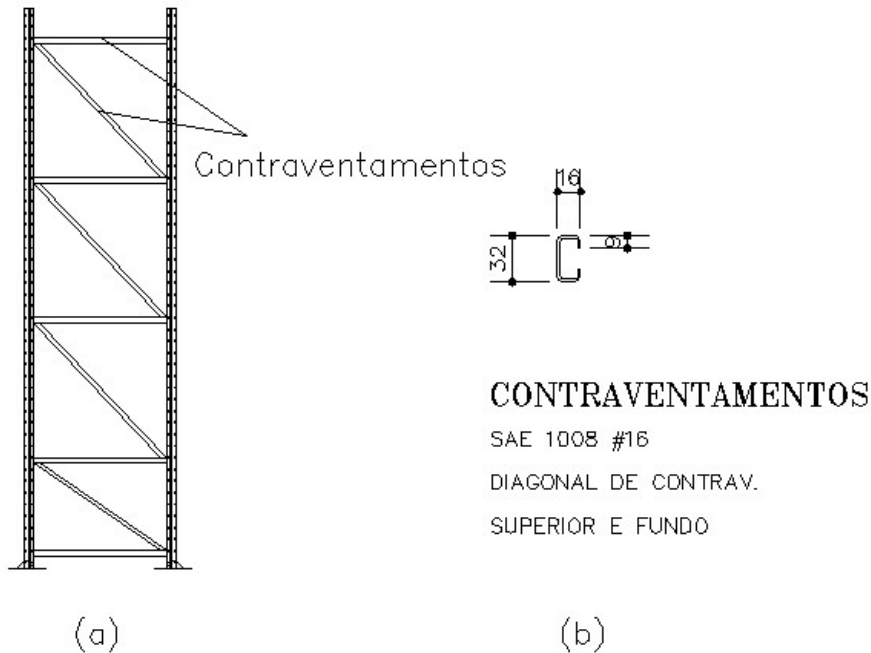 Contraventamentos
16
32
9
CONTRAVENTAMENTOS
SAE 1008 #16
DIAGONAL DE CONTRAV.
SUPERIOR E FUNDO
(a)
(b)